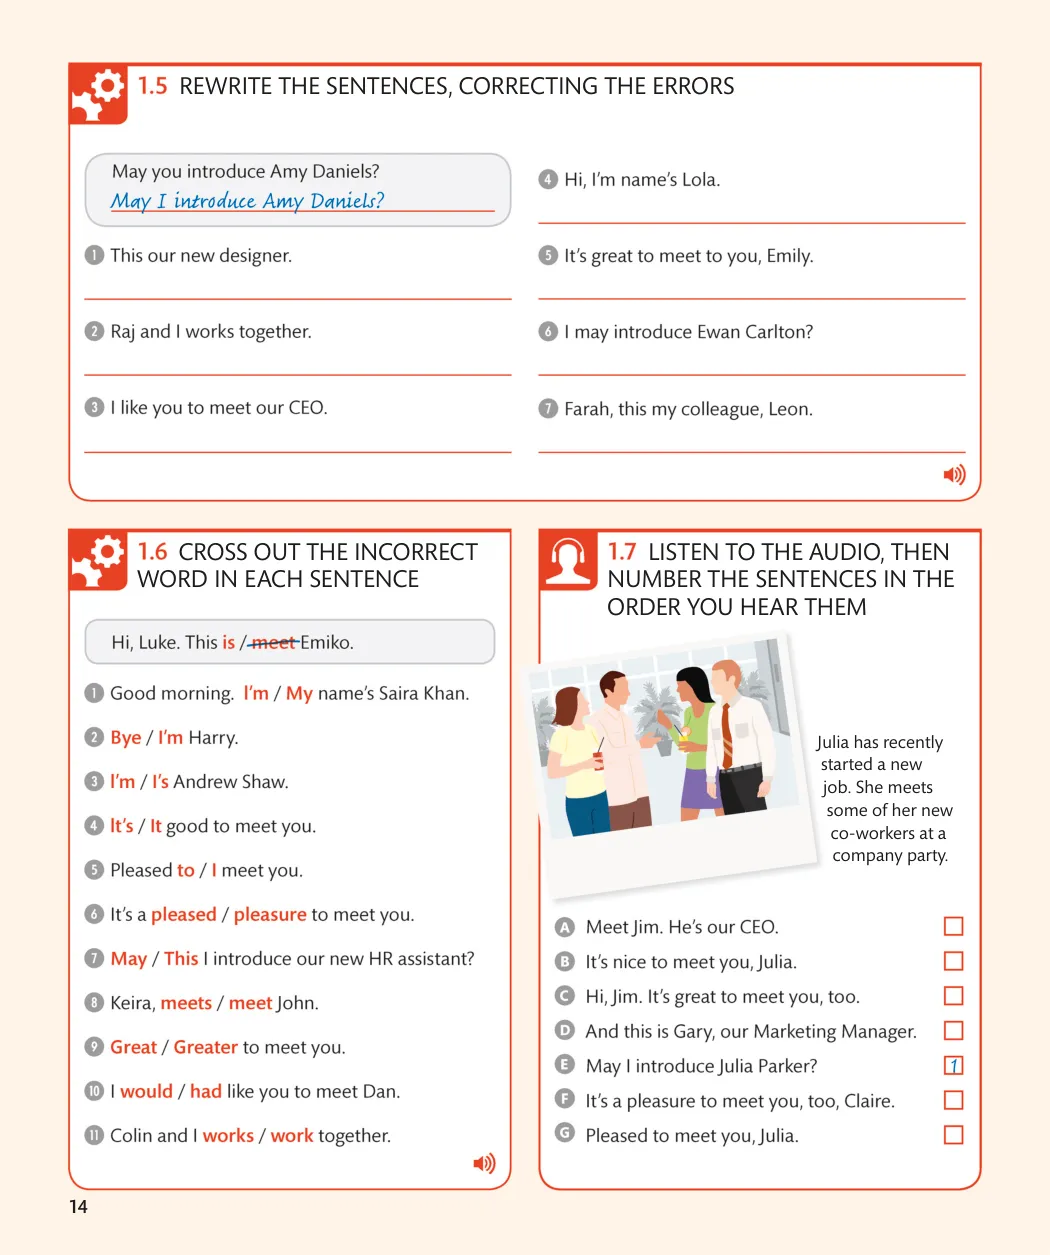 1.5 REWRITE THE SENTENCES, CORRECTING THE ERRORS
May you introduce Amy Daniels?
May I introduce Amy Daniels?
1 This our new designer.
2 Raj and I works together.
3 I like you to meet our CEO.
4 Hi, I’m name’s Lola.
5 It’s great to meet to you, Emily.
6 I may introduce Ewan Carlton?
7 Farah, this my colleague, Leon.
1.6 CROSS OUT THE INCORRECT
WORD IN EACH SENTENCE
Hi, Luke. This is / meet Emiko.
1 Good morning. I’m / My name’s Saira Khan.
2 Bye / I’m Harry.
3 I’m / I’s Andrew Shaw.
4 It’s / It good to meet you.
5 Pleased to / I meet you.
6 It’s a pleased / pleasure to meet you.
7 May / This I introduce our new HR assistant?
8 Keira, meets / meet John.
9 Great / Greater to meet you.
10 I would / had like you to meet Dan.
11 Colin and I works / work together.
1.7 LISTEN TO THE AUDIO, THEN
NUMBER THE SENTENCES IN THE
ORDER YOU HEAR THEM
Julia has recently
started a new
job. She meets
some of her new
co-workers at a
company party.
A Meet Jim. He’s our CEO.
B It’s nice to meet you, Julia.
C Hi, Jim. It’s great to meet you, too.
D And this is Gary, our Marketing Manager.
E May I introduce Julia Parker? 1
F It’s a pleasure to meet you, too, Claire.
G Pleased to meet you, Julia.
14